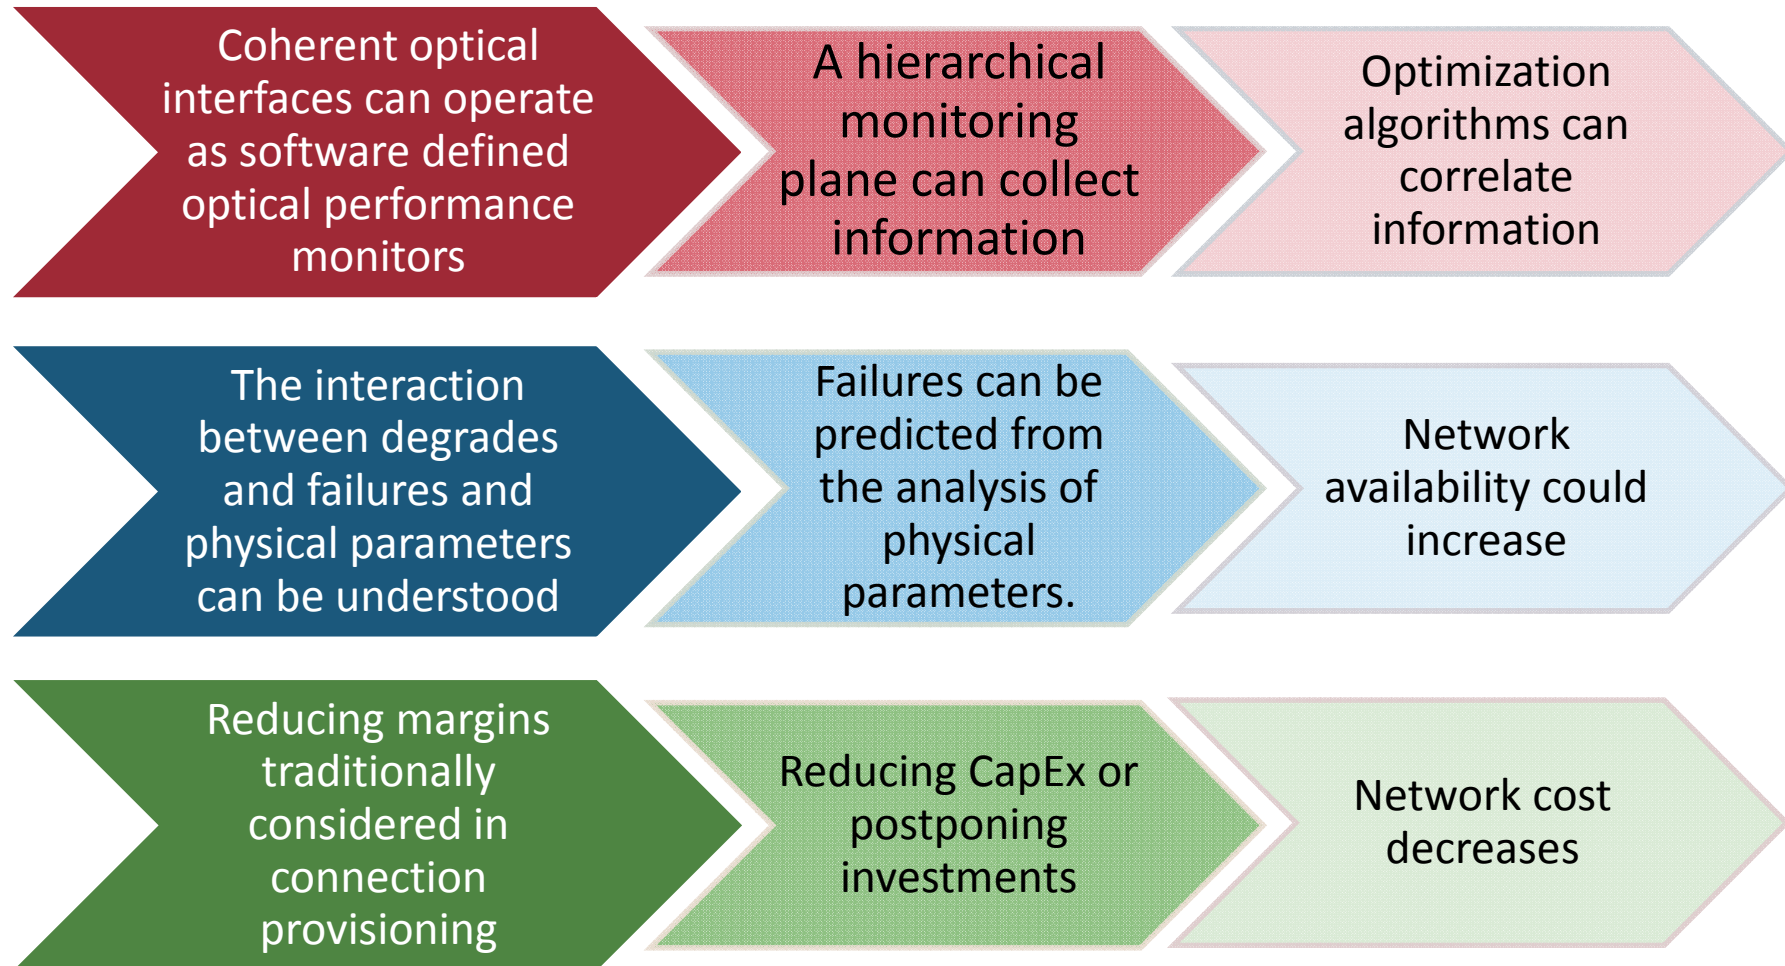 Coherent optical
interfaces can operate
as software defined
optical performance
monitors
A hierarchical
monitoring
plane can collect
information
Optimization
algorithms can
correlate
information
The interaction
between degrades
and failures and
physical parameters
can be understood
Failures can be
predicted from
the analysis of
physical
parameters.
Network
availability could
increase
Reducing margins
traditionally
considered in
connection
provisioning
Reducing CapEx or
postponing
investments
Network cost
decreases